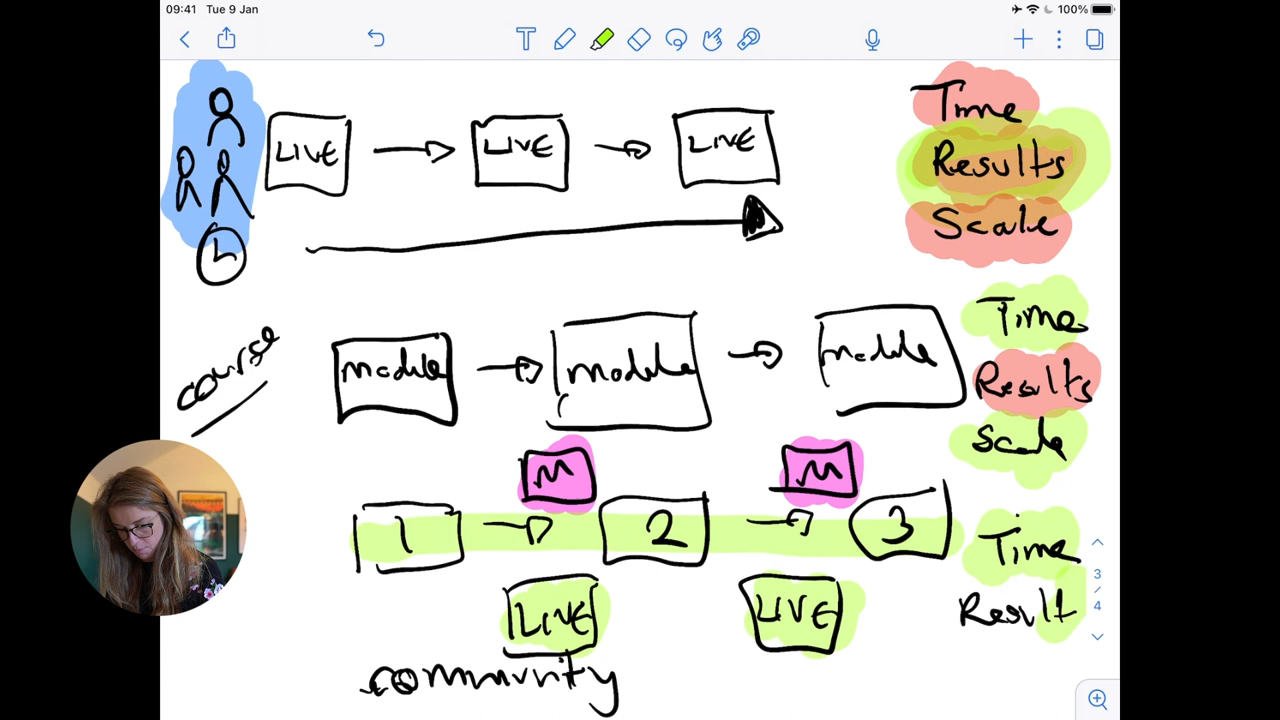 09:41 Tue 9 Jan
100%
T
LIVE LIVE LIVE
Time
Results
Scale
course
module module module
Time
Results
Scale
M M
1 2 3
Time
Result
LIVE LIVE
community
3
/
4